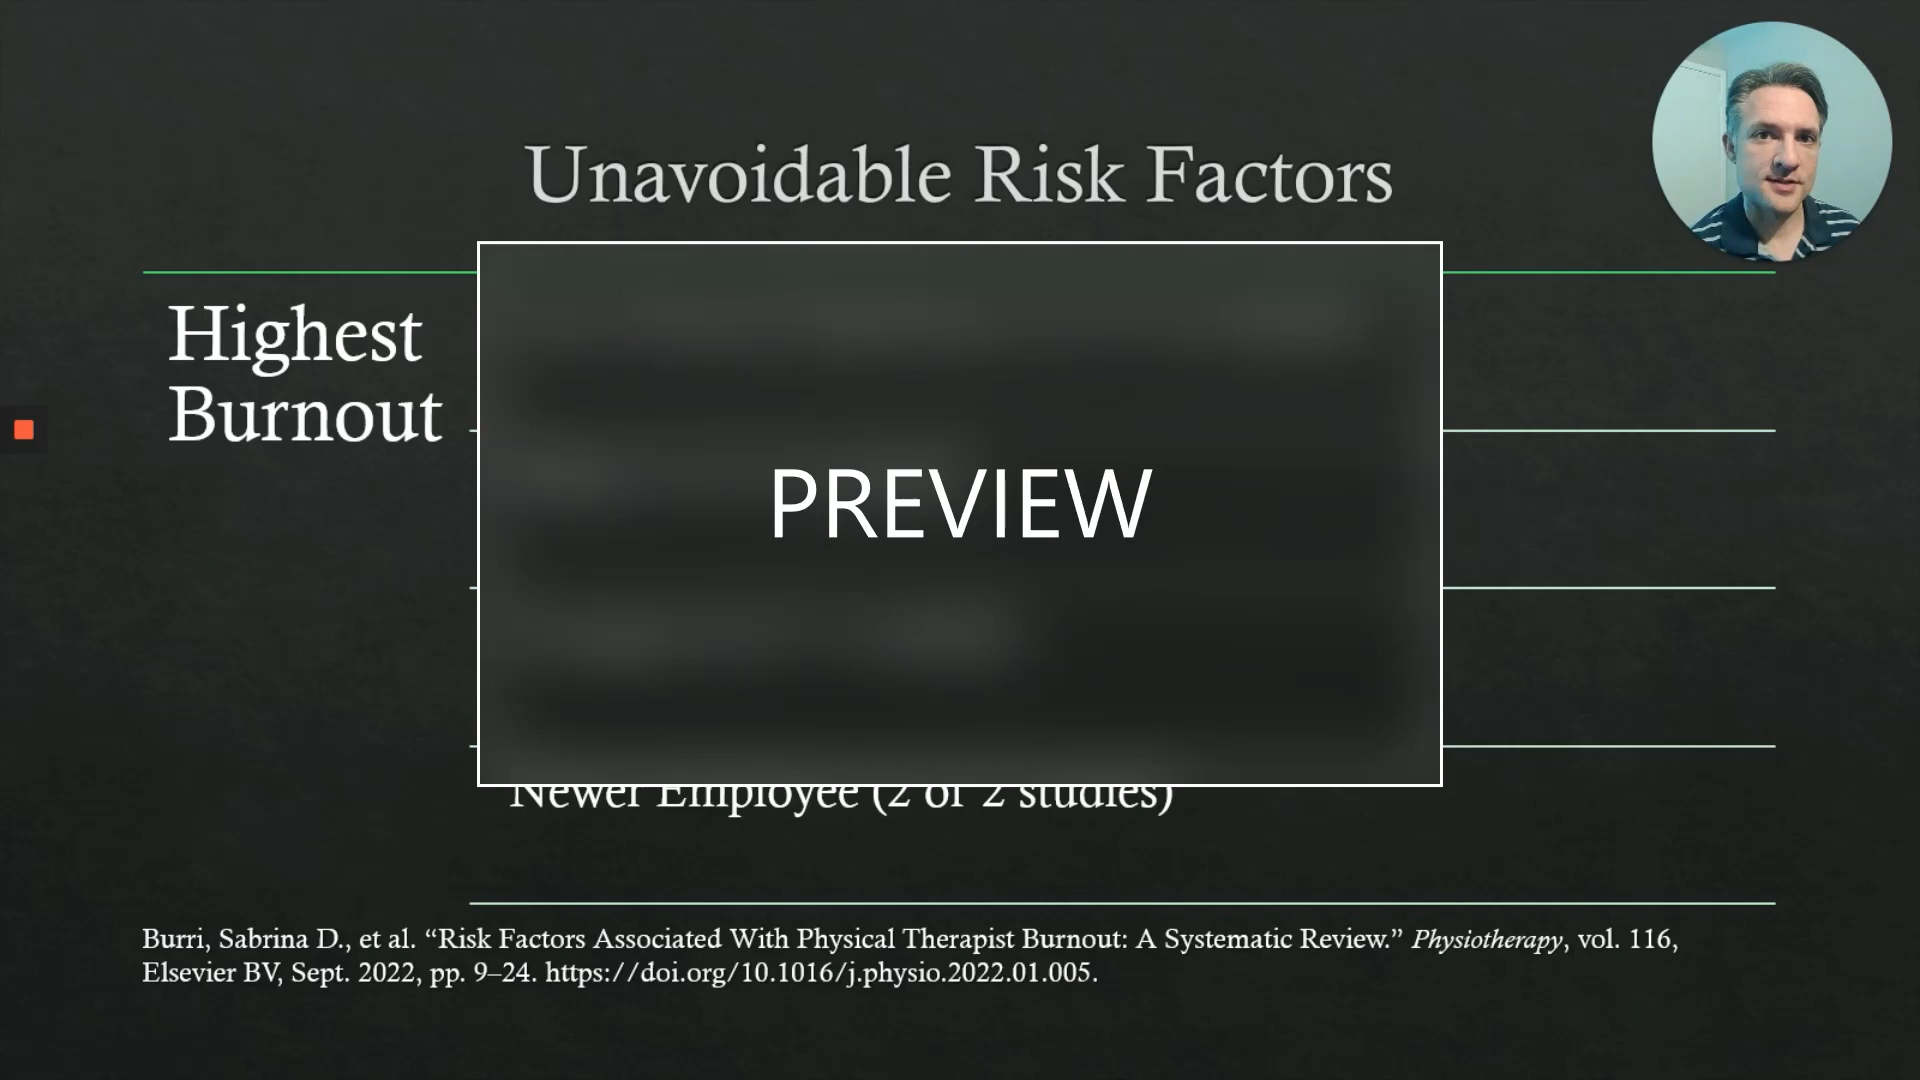 Unavoidable Risk Factors
Highest
Burnout
PREVIEW
Newer Employee (2 of 2 studies)
Burri, Sabrina D., et al. “Risk Factors Associated With Physical Therapist Burnout: A Systematic Review.” Physiotherapy, vol. 116,
Elsevier BV, Sept. 2022, pp. 9–24. https://doi.org/10.1016/j.physio.2022.01.005.